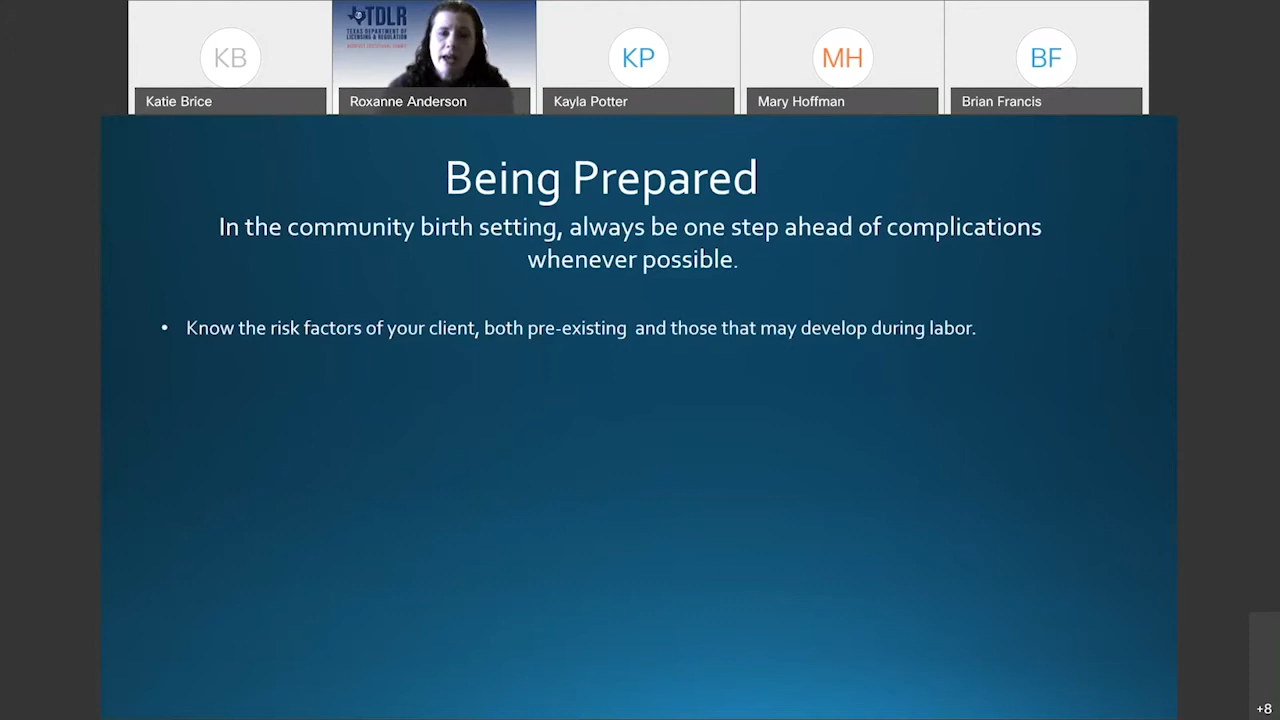 KB
TDLR
TEXAS DEPARTMENT OF
LICENSING & REGULATION
KP
MH
BF
Katie Brice
Roxanne Anderson
Kayla Potter
Mary Hoffman
Brian Francis
Being Prepared
In the community birth setting, always be one step ahead of complications
whenever possible.
• Know the risk factors of your client, both pre-existing and those that may develop during labor.
+8